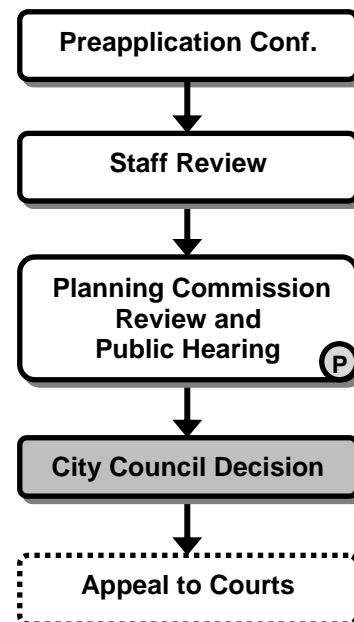 Preapplication Conf.
Staff Review
Planning Commission
Review and
Public Hearing
P
City Council Decision
Appeal to Courts